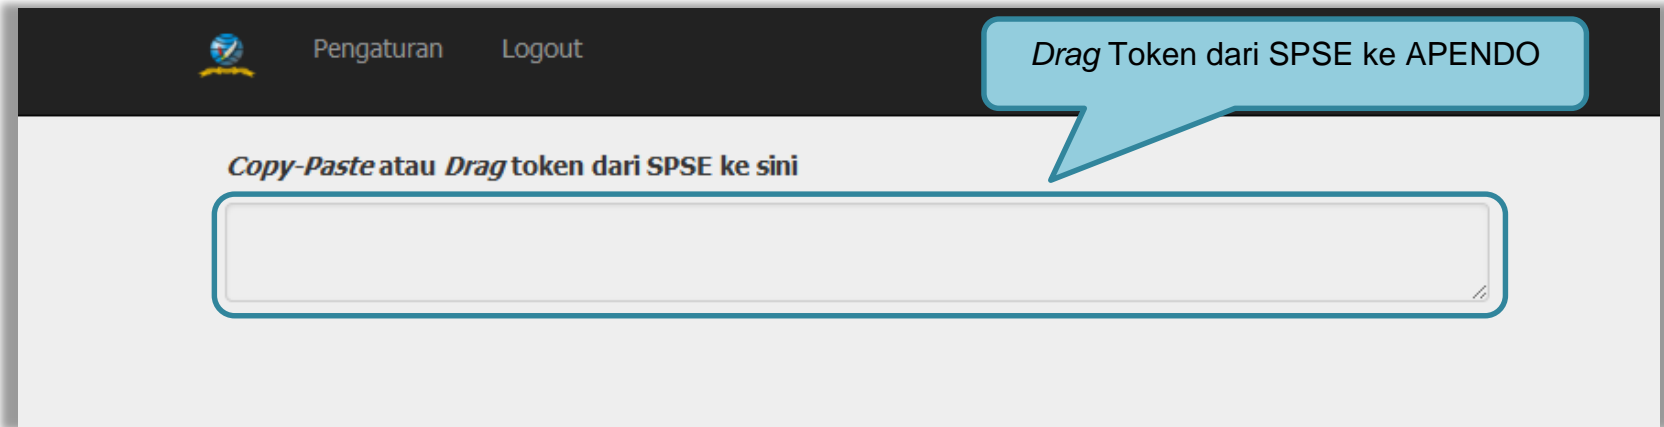 Pengaturan Logout
Drag Token dari SPSE ke APENDO
Copy-Paste atau Drag token dari SPSE ke sini